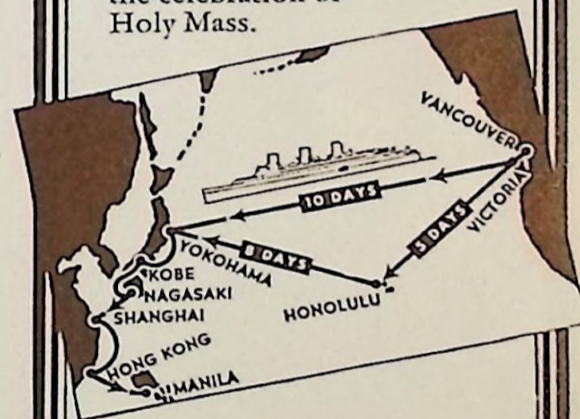 the celebration of
Holy Mass.
VANCOUVER
VICTORIA
10 DAYS
5 DAYS
8 DAYS
YOKOHAMA
KOBE
NAGASAKI
SHANGHAI
HONOLULU
HONG KONG
MANILA